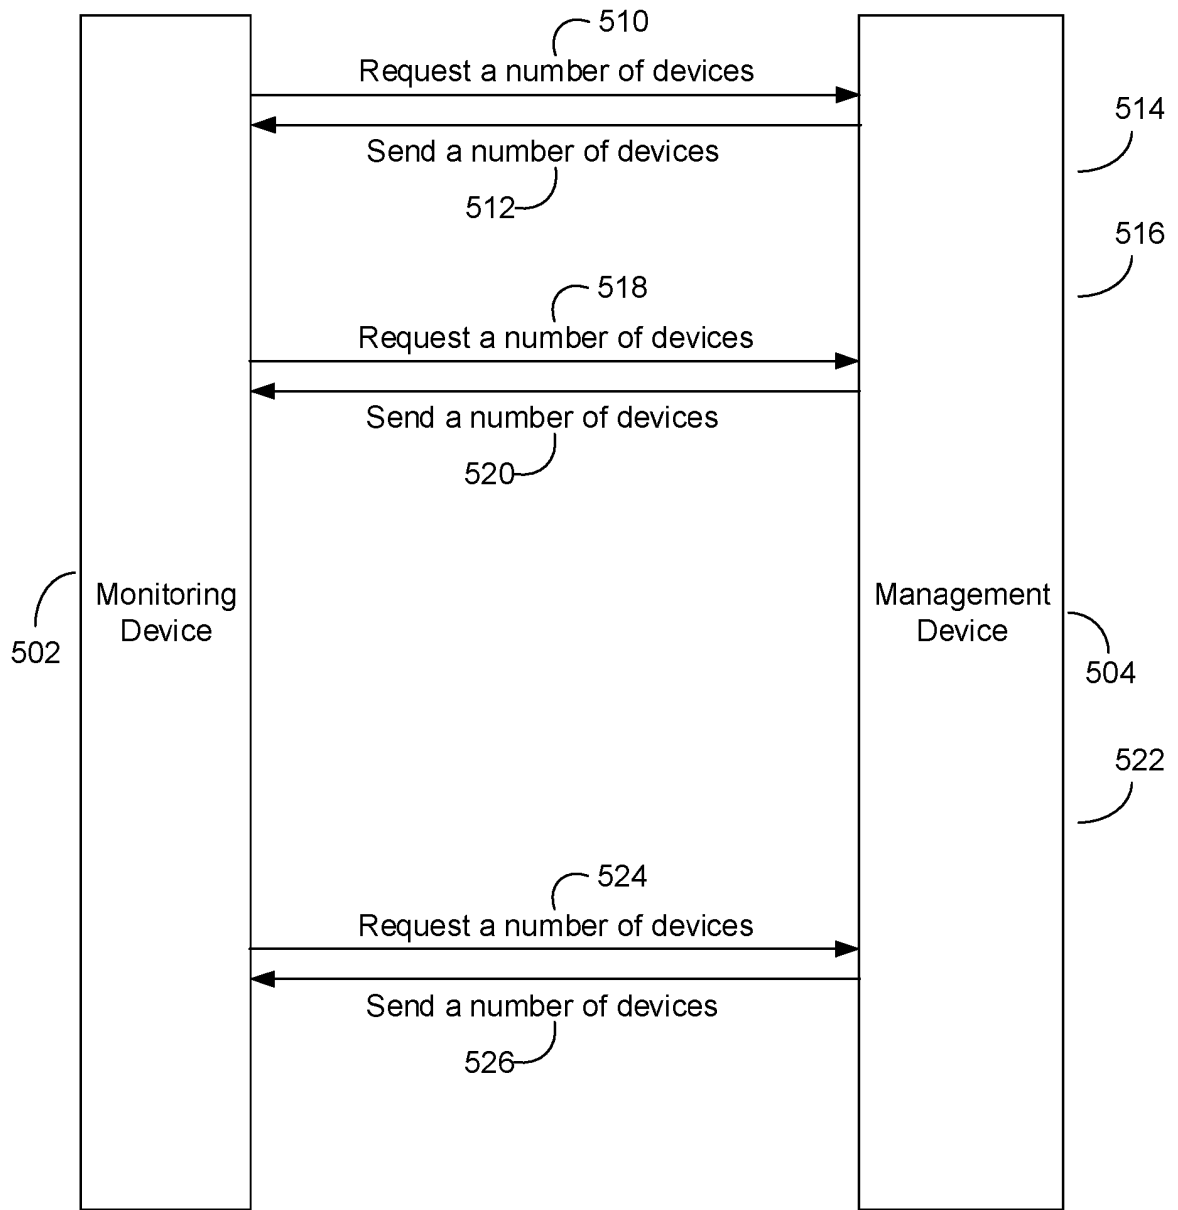 510
Request a number of devices
514
Send a number of devices
512
516
518
Request a number of devices
Send a number of devices
520
Monitoring
Device
502
Management
Device
504
522
524
Request a number of devices
Send a number of devices
526